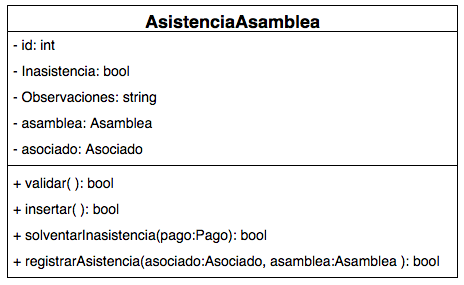 AsistenciaAsamblea
- id: int
- Inasistencia: bool
- Observaciones: string
- asamblea: Asamblea
- asociado: Asociado
+ validar( ): bool
+ insertar( ): bool
+ solventarInasistencia(pago:Pago): bool
+ registrarAsistencia(asociado:Asociado, asamblea:Asamblea ): bool